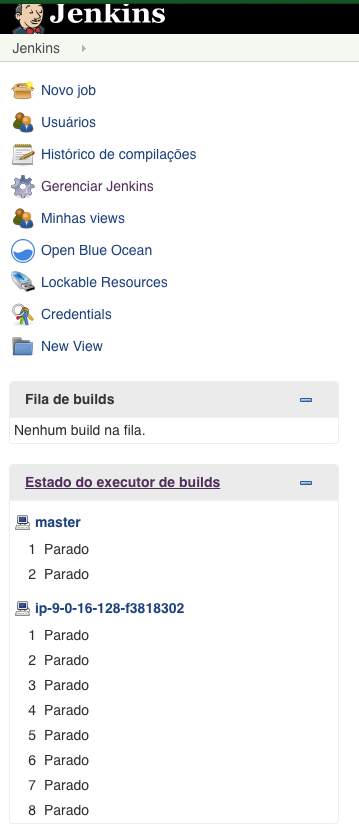 Jenkins
Jenkins
Novo job
Usuários
Histórico de compilações
Gerenciar Jenkins
Minhas views
Open Blue Ocean
Lockable Resources
Credentials
New View
Fila de builds
Nenhum build na fila.
Estado do executor de builds
master
1 Parado
2 Parado
ip-9-0-16-128-f3818302
1 Parado
2 Parado
3 Parado
4 Parado
5 Parado
6 Parado
7 Parado
8 Parado